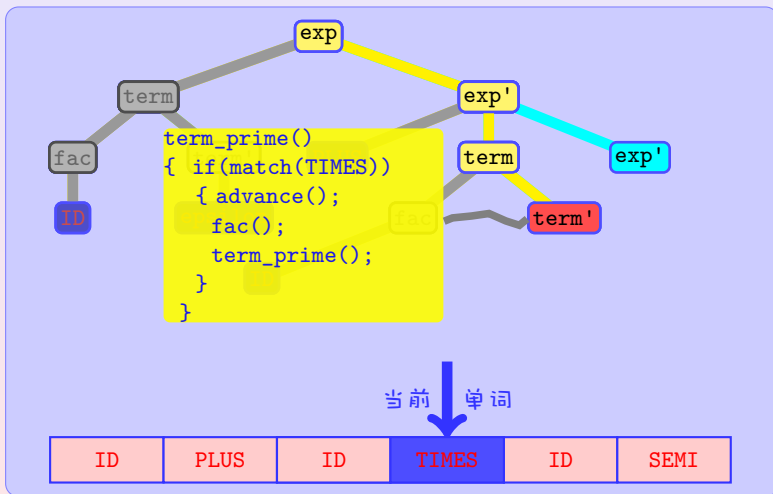 exp
term
exp'
fac
term
exp'
ID
fac
term'
term_prime()
{ if(match(TIMES))
{ advance();
fac();
term_prime();
}
}
当前 单词
ID PLUS ID TIMES ID SEMI